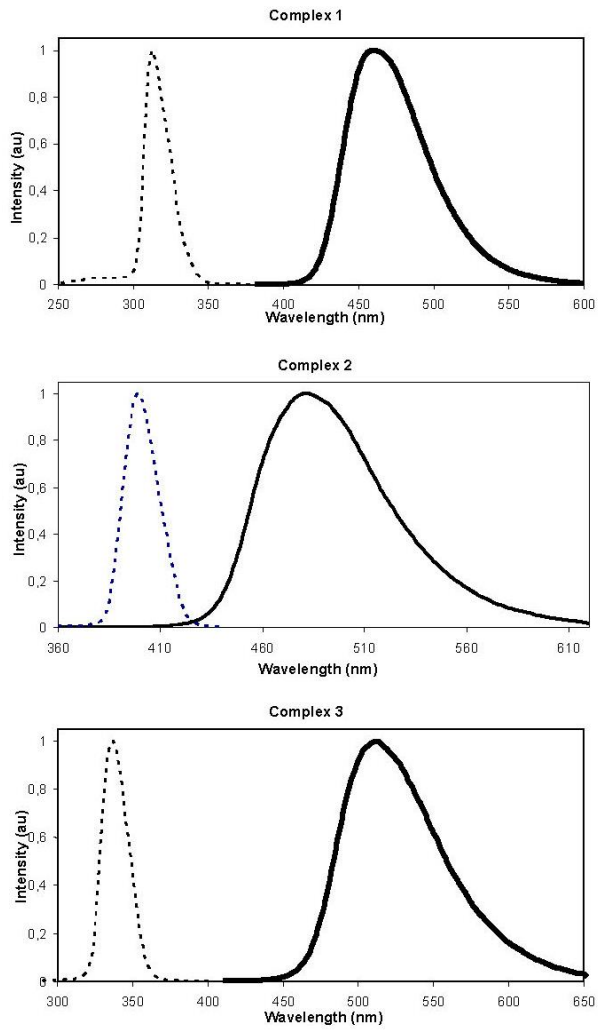 Complex 1
Intensity (au)
1
0,8
0,6
0,4
0,2
0
250 300 350 400 450 500 550 600
Wavelength (nm)
Complex 2
Intensity (au)
1
0,8
0,6
0,4
0,2
0
360 410 460 510 560 610
Wavelength (nm)
Complex 3
Intensity (au)
1
0,8
0,6
0,4
0,2
0
300 350 400 450 500 550 600 650
Wavelength (nm)